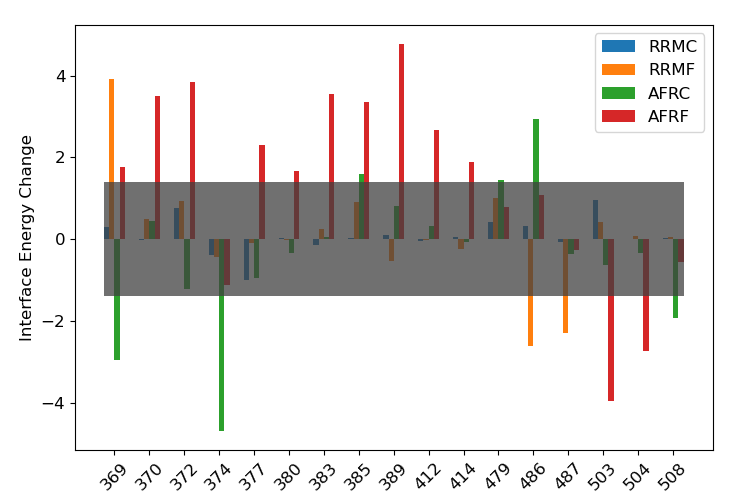 RRMC
RRMF
AFRC
AFRF
Interface Energy Change
4
2
0
−2
−4
369 370 372 374 377 380 383 385 389 412 414 479 486 487 503 504 508